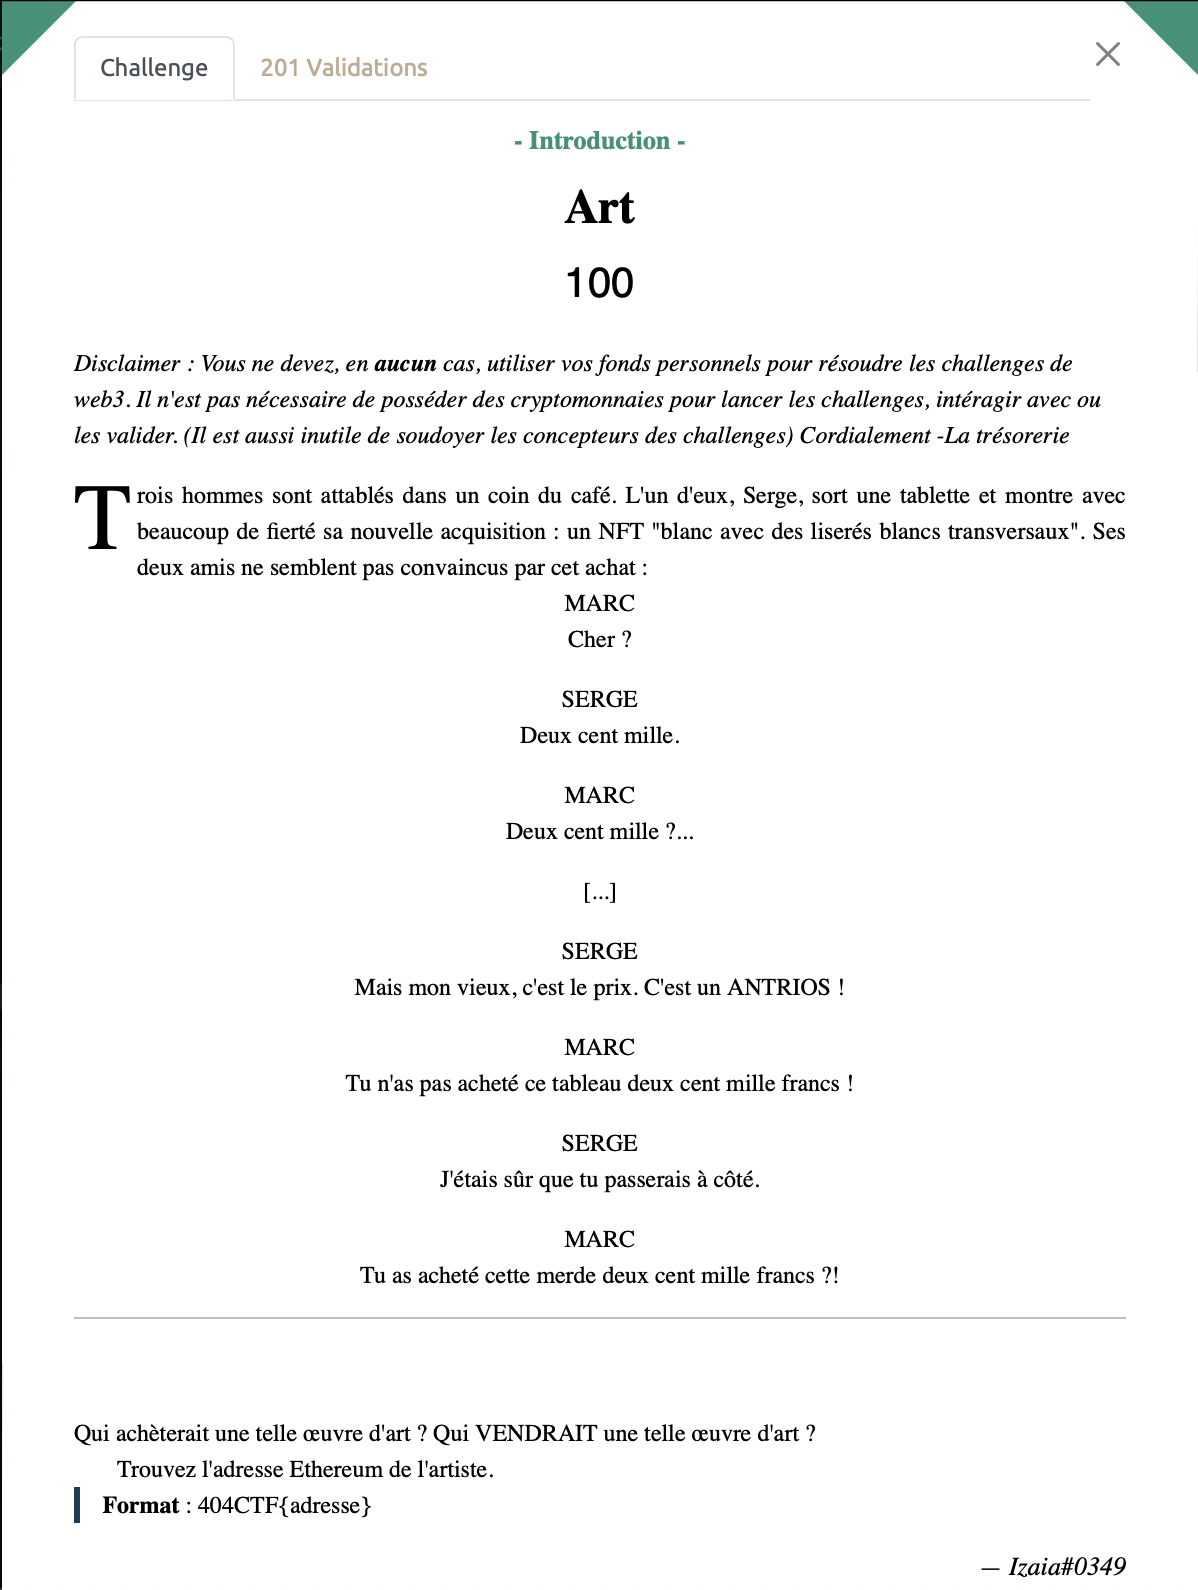 Challenge
201 Validations
- Introduction -
Art
100
Disclaimer : Vous ne devez, en aucun cas, utiliser vos fonds personnels pour résoudre les challenges de
web3. Il n'est pas nécessaire de posséder des cryptomonnaies pour lancer les challenges, intéragir avec ou
les valider. (Il est aussi inutile de soudoyer les concepteurs des challenges) Cordialement -La trésorerie
Trois hommes sont attablés dans un coin du café. L'un d'eux, Serge, sort une tablette et montre avec
beaucoup de fierté sa nouvelle acquisition : un NFT "blanc avec des liserés blancs transversaux". Ses
deux amis ne semblent pas convaincus par cet achat :
MARC
Cher ?
SERGE
Deux cent mille.
MARC
Deux cent mille ?...
[...]
SERGE
Mais mon vieux, c'est le prix. C'est un ANTRIOS !
MARC
Tu n'as pas acheté ce tableau deux cent mille francs !
SERGE
J'étais sûr que tu passerais à côté.
MARC
Tu as acheté cette merde deux cent mille francs ?!
Qui achèterait une telle œuvre d'art ? Qui VENDRAIT une telle œuvre d'art ?
Trouvez l'adresse Ethereum de l'artiste.
Format : 404CTF{adresse}
— Izaia#0349